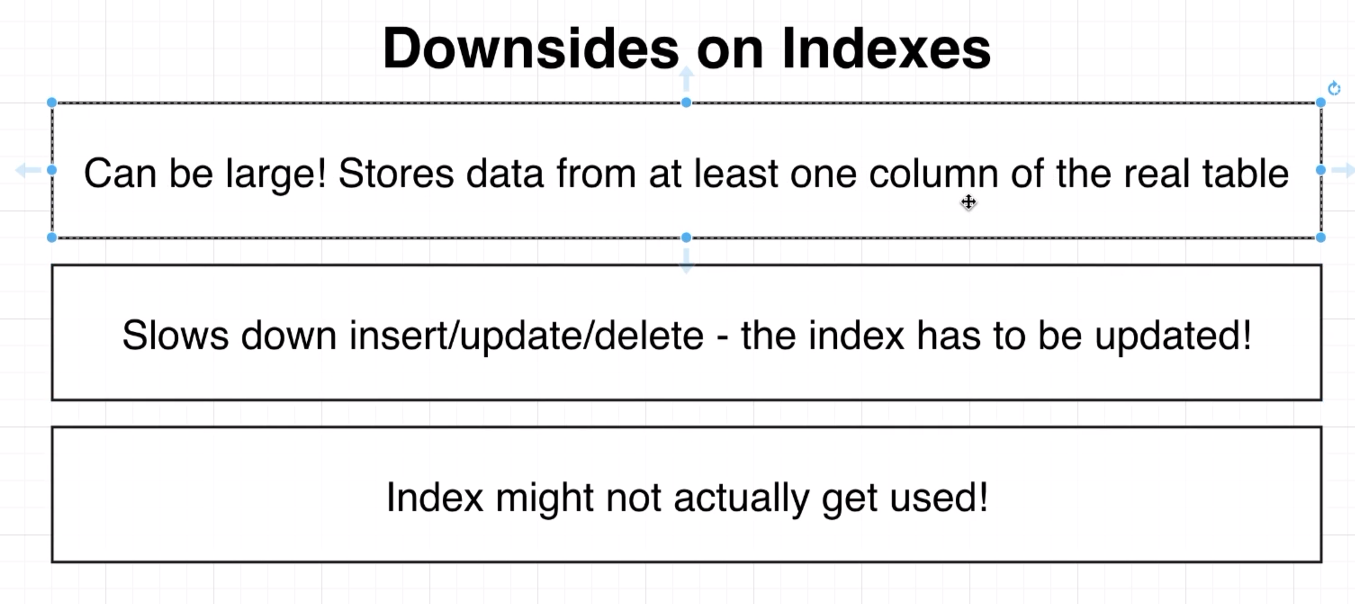 Downsides on Indexes
Can be large! Stores data from at least one column of the real table
Slows down insert/update/delete - the index has to be updated!
Index might not actually get used!